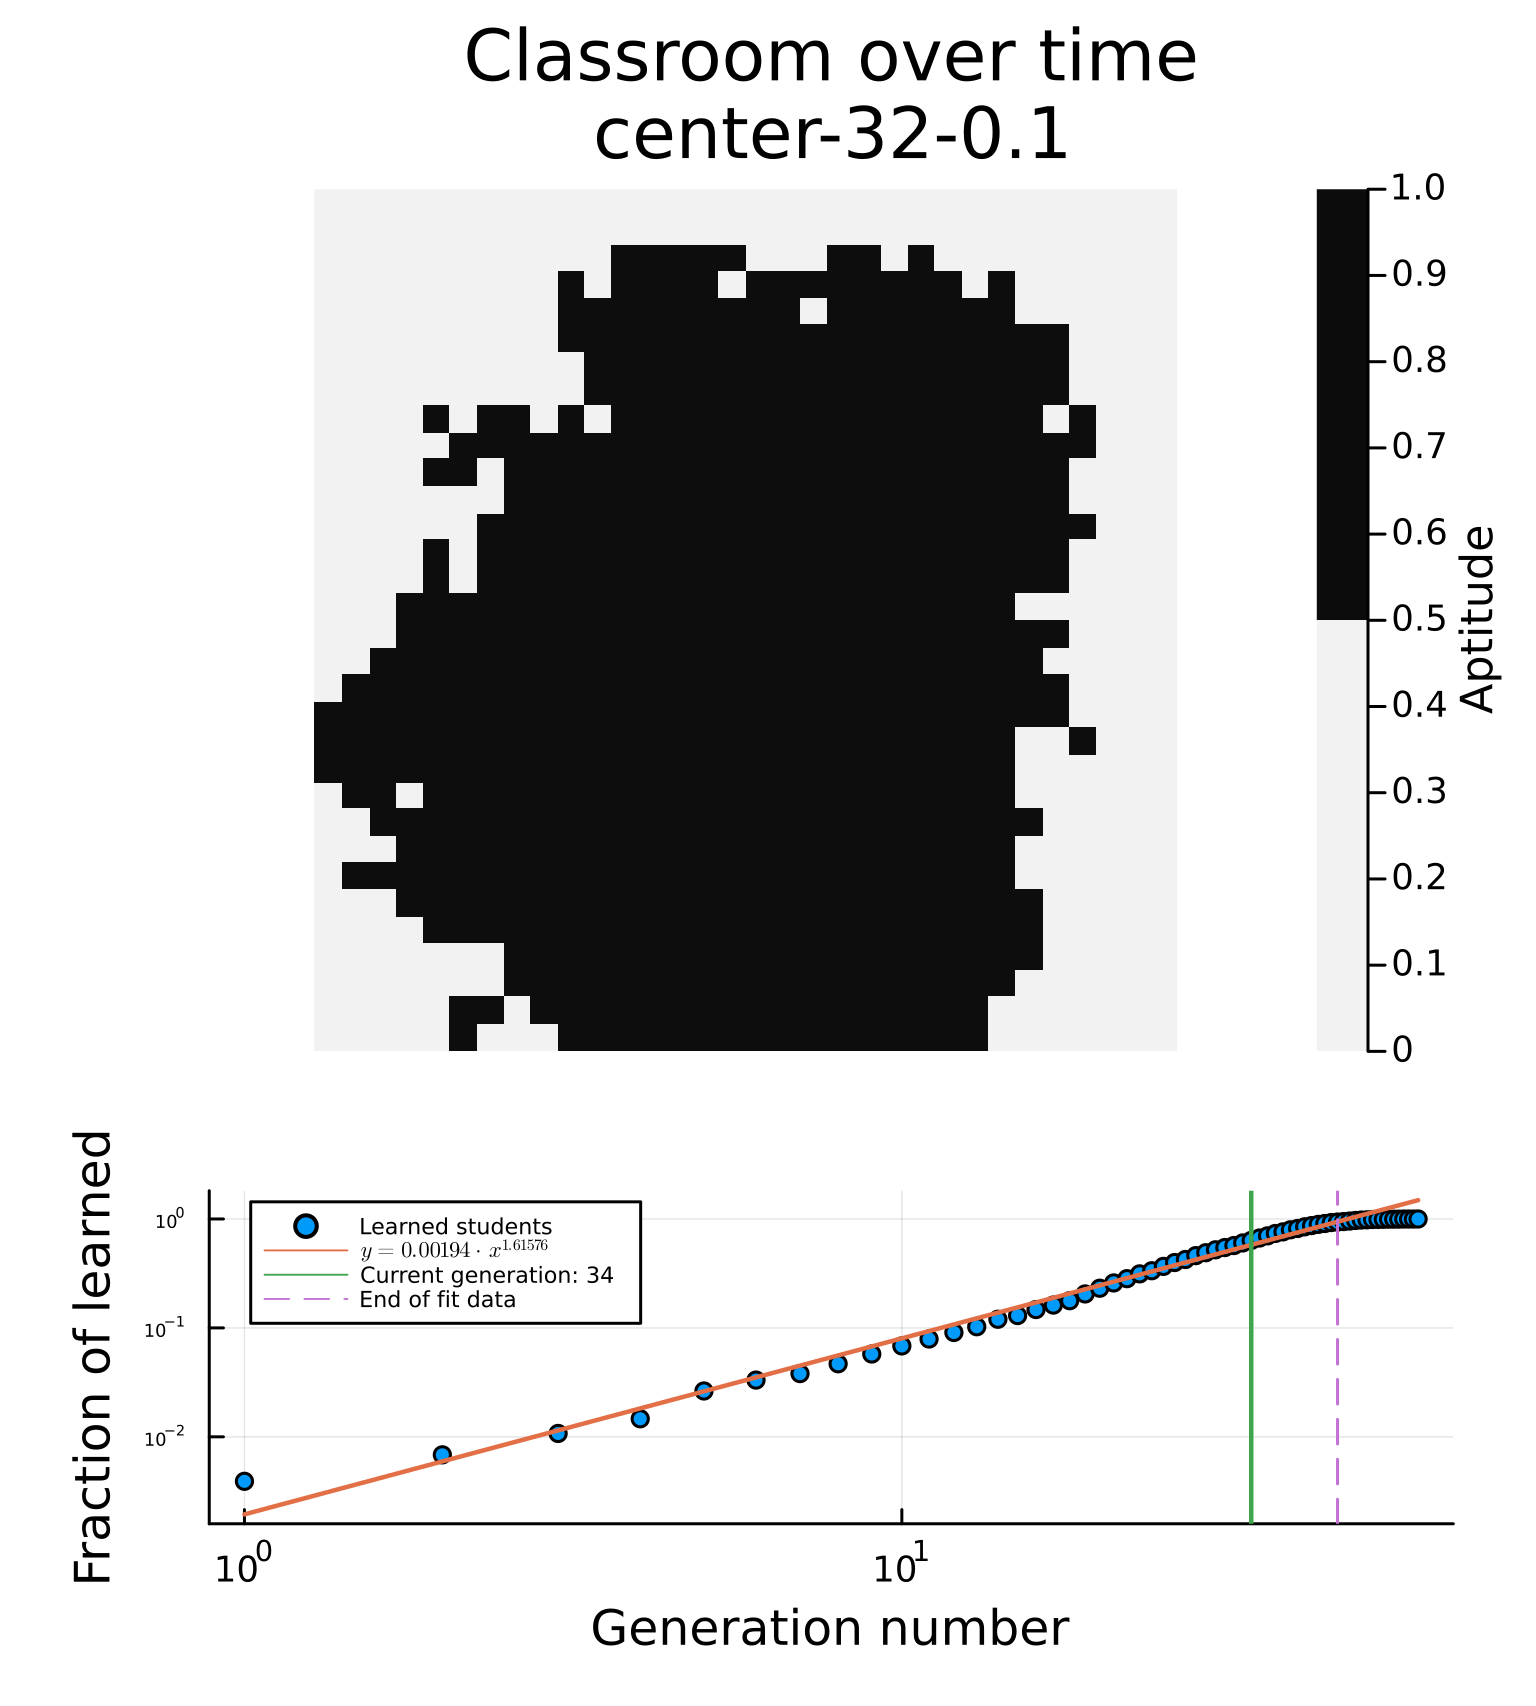 Classroom over time
center-32-0.1
1.0
0.9
0.8
0.7
0.6
0.5
0.4
0.3
0.2
0.1
0
Aptitude
Fraction of learned
10⁰
10⁻¹
10⁻²
Learned students
y = 0.00194 · x^1.61576
Current generation: 34
End of fit data
10⁰
10¹
Generation number